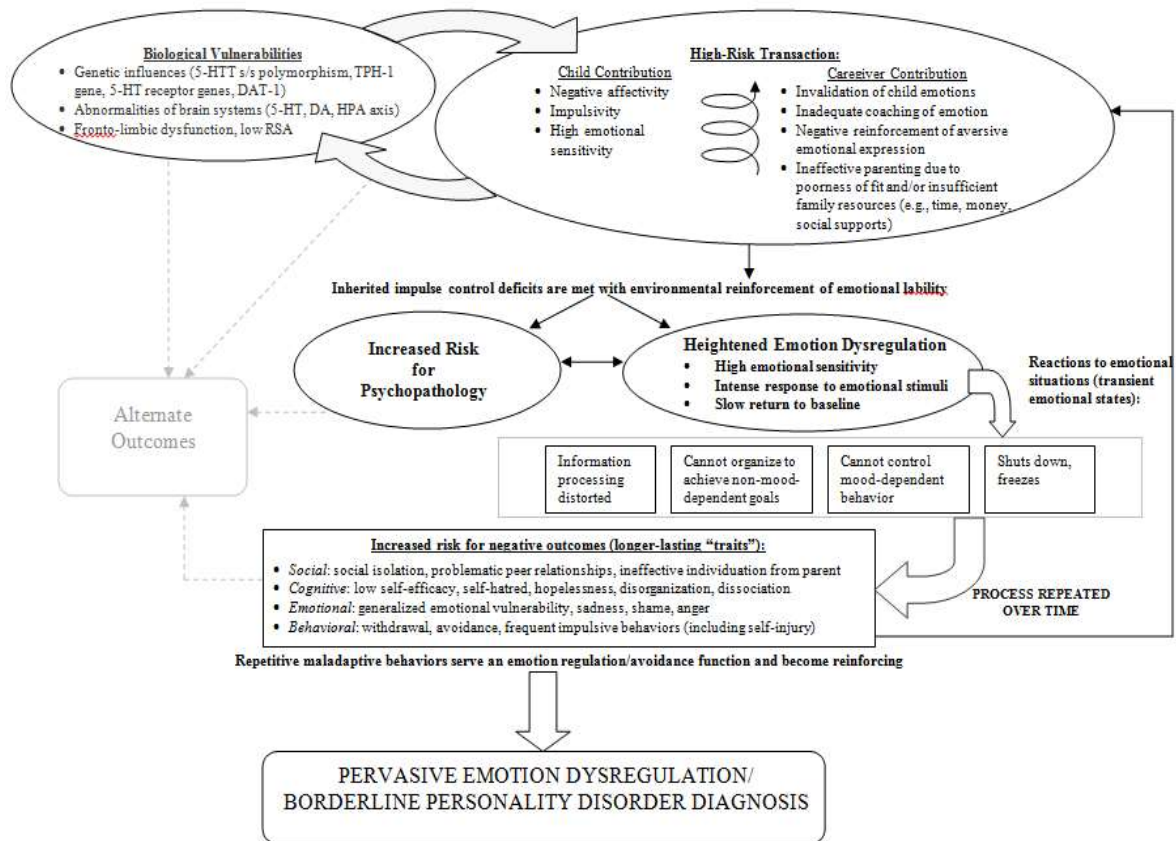 Biological Vulnerabilities
• Genetic influences (5-HTT s/s polymorphism, TPH-1
gene, 5-HT receptor genes, DAT-1)
• Abnormalities of brain systems (5-HT, DA, HPA axis)
• Fronto-limbic dysfunction, low RSA
High-Risk Transaction:
Child Contribution
• Negative affectivity
• Impulsivity
• High emotional
sensitivity
Caregiver Contribution
• Invalidation of child emotions
• Inadequate coaching of emotion
• Negative reinforcement of aversive
emotional expression
• Ineffective parenting due to
poorness of fit and/or insufficient
family resources (e.g., time, money,
social supports)
Inherited impulse control deficits are met with environmental reinforcement of emotional lability
Increased Risk
for
Psychopathology
Heightened Emotion Dysregulation
• High emotional sensitivity
• Intense response to emotional stimuli
• Slow return to baseline
Reactions to emotional
situations (transient
emotional states):
Alternate
Outcomes
Information
processing
distorted
Cannot organize to
achieve non-mood-
dependent goals
Cannot control
mood-dependent
behavior
Shuts down,
freezes
Increased risk for negative outcomes (longer-lasting “traits”):
• Social: social isolation, problematic peer relationships, ineffective individuation from parent
• Cognitive: low self-efficacy, self-hatred, hopelessness, disorganization, dissociation
• Emotional: generalized emotional vulnerability, sadness, shame, anger
• Behavioral: withdrawal, avoidance, frequent impulsive behaviors (including self-injury)
PROCESS REPEATED
OVER TIME
Repetitive maladaptive behaviors serve an emotion regulation/avoidance function and become reinforcing
PERVASIVE EMOTION DYSREGULATION/
BORDERLINE PERSONALITY DISORDER DIAGNOSIS